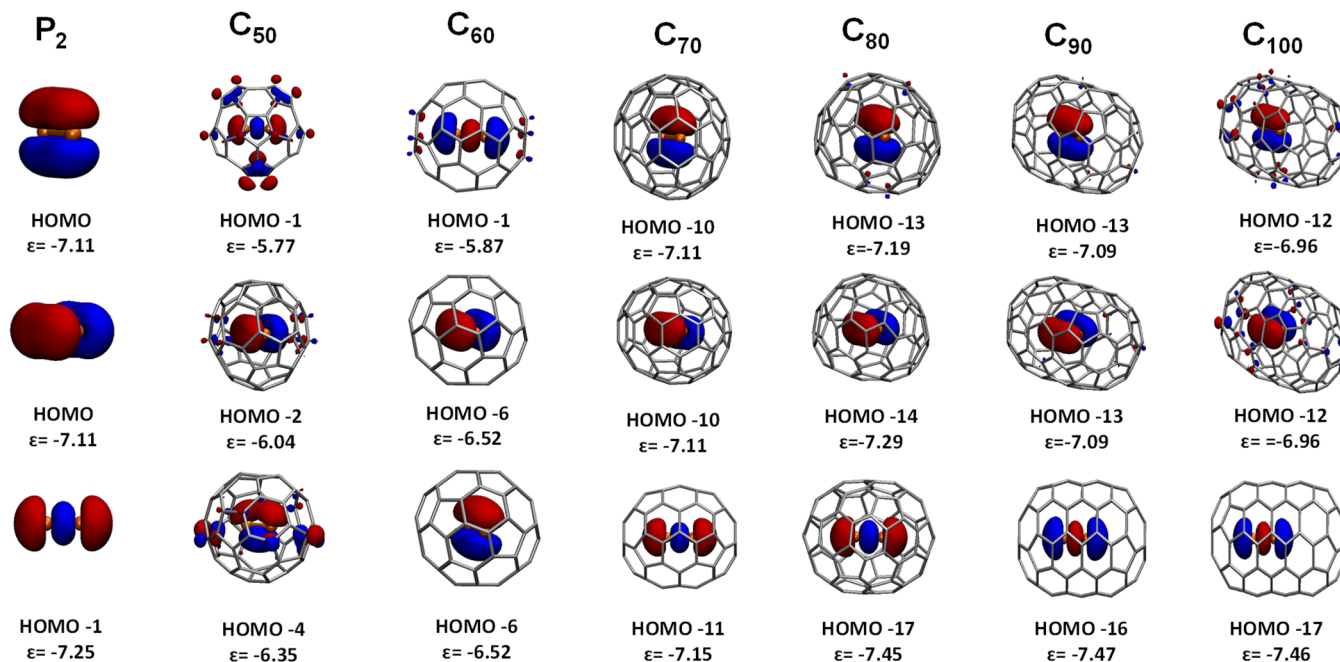 P₂ C₅₀ C₆₀ C₇₀ C₈₀ C₉₀ C₁₀₀
HOMO HOMO -1 HOMO -1 HOMO -10 HOMO -13 HOMO -13 HOMO -12
ε= -7.11 ε= -5.77 ε= -5.87 ε= -7.11 ε=-7.19 ε= -7.09 ε=-6.96
HOMO HOMO -2 HOMO -6 HOMO -10 HOMO -14 HOMO -13 HOMO -12
ε= -7.11 ε= -6.04 ε= -6.52 ε= -7.11 ε=-7.29 ε= -7.09 ε= =-6.96
HOMO -1 HOMO -4 HOMO -6 HOMO -11 HOMO -17 HOMO -16 HOMO -17
ε= -7.25 ε= -6.35 ε= -6.52 ε= -7.15 ε= -7.45 ε= -7.47 ε= -7.46